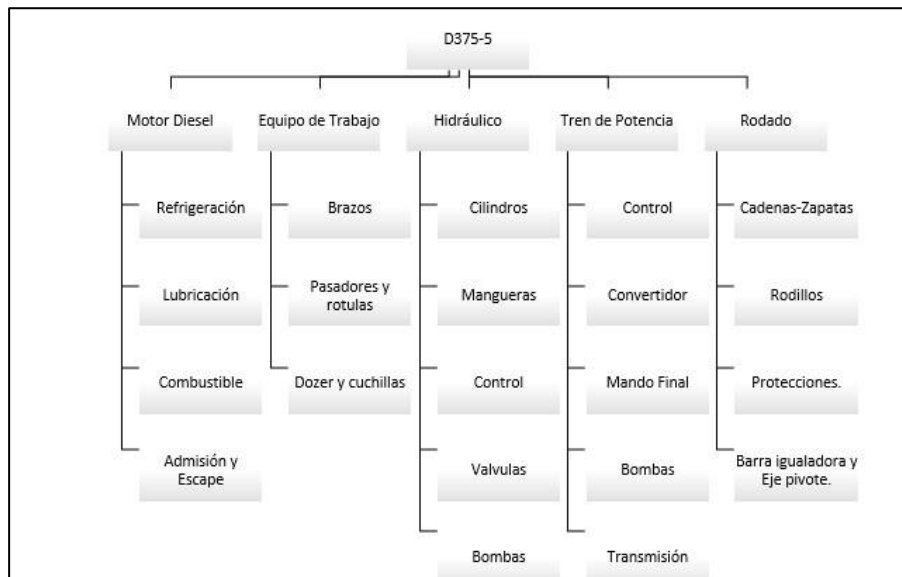 D375-5
Motor Diesel
Equipo de Trabajo
Hidráulico
Tren de Potencia
Rodado
Refrigeración
Brazos
Cilindros
Control
Cadenas-Zapatas
Lubricación
Pasadores y
rotulas
Mangueras
Convertidor
Rodillos
Combustible
Dozer y cuchillas
Control
Mando Final
Protecciones.
Admisión y
Escape
Valvulas
Bombas
Barra igualadora y
Eje pivote.
Bombas
Transmisión